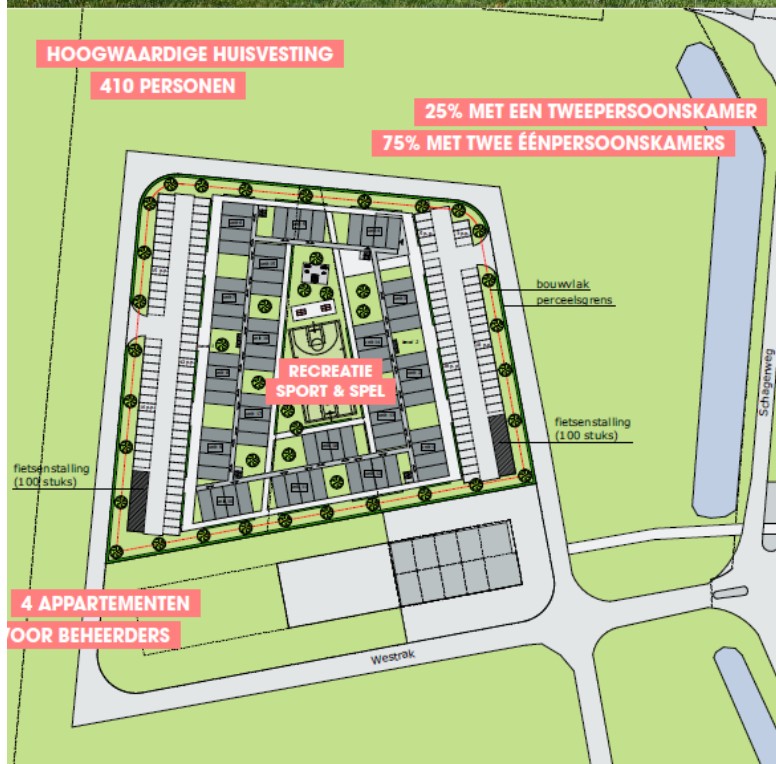 HOOGWAARDIGE HUISVESTING
410 PERSONEN
25% MET EEN TWEEPERSOONSKAMER
75% MET TWEE ÉÉNPERSOONSKAMERS
bouwvlak
perceelsgrens
Schagerweg
RECREATIE
SPORT & SPEL
fietsenstalling
(100 stuks)
fietsenstalling
(100 stuks)
4 APPARTEMENTEN
VOOR BEHEERDERS
Westrak